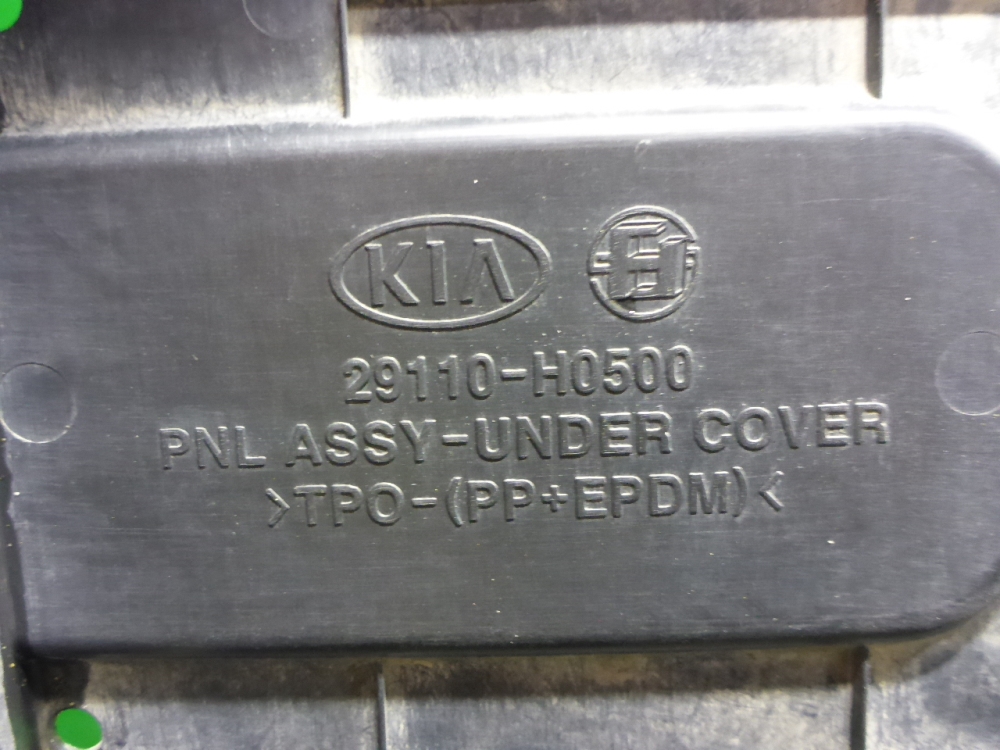 KIA
29110-H0500
PNL ASSY-UNDER COVER
>TPO-(PP+EPDM)<